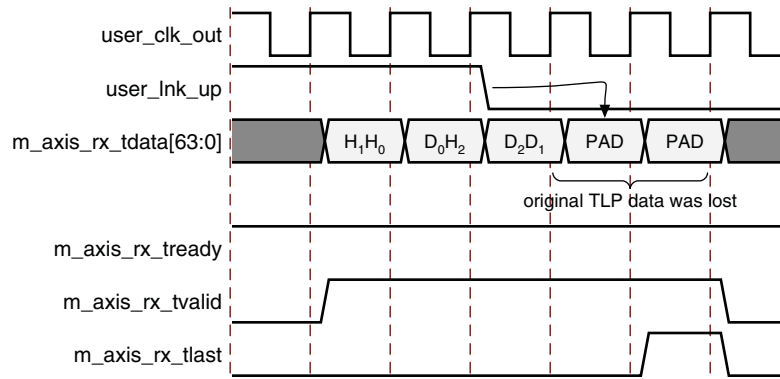 user_clk_out
user_lnk_up
m_axis_rx_tdata[63:0]
H₁H₀ D₀H₂ D₂D₁ PAD PAD
original TLP data was lost
m_axis_rx_tready
m_axis_rx_tvalid
m_axis_rx_tlast